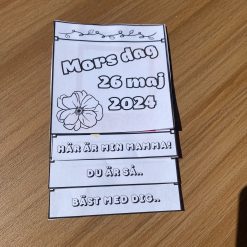 Mors dag
26 maj
2024
HÄR ÄR MIN MAMMA!
DU ÄR SÅ..
BÄST MED DIG..